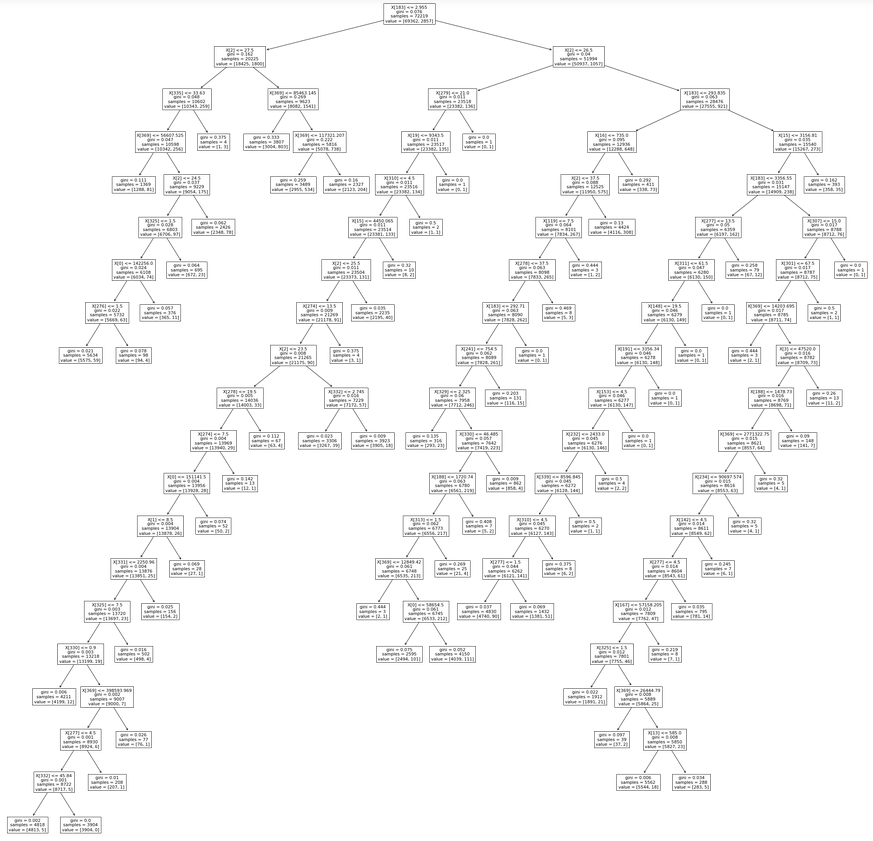 X[183] <= 2.955
gini = 0.076
samples = 72219
value = [69362, 2857]
X[2] <= 27.5
gini = 0.162
samples = 20225
value = [18425, 1800]
X[2] <= 26.5
gini = 0.04
samples = 51994
value = [50937, 1057]
X[335] <= 33.63
gini = 0.048
samples = 10602
value = [10343, 259]
X[369] <= 85463.145
gini = 0.269
samples = 9623
value = [8082, 1541]
X[279] <= 21.0
gini = 0.011
samples = 23518
value = [23382, 136]
X[183] <= 293.835
gini = 0.063
samples = 28476
value = [27555, 921]
X[369] <= 56607.525
gini = 0.047
samples = 10598
value = [10342, 256]
gini = 0.375
samples = 4
value = [1, 3]
gini = 0.333
samples = 3807
value = [3004, 803]
X[369] <= 117321.207
gini = 0.222
samples = 5816
value = [5078, 738]
X[19] <= 9343.5
gini = 0.011
samples = 23517
value = [23382, 135]
gini = 0.0
samples = 1
value = [0, 1]
X[16] <= 735.0
gini = 0.095
samples = 12936
value = [12288, 648]
X[15] <= 3156.81
gini = 0.035
samples = 15540
value = [15267, 273]
gini = 0.111
samples = 1369
value = [1288, 81]
X[2] <= 24.5
gini = 0.037
samples = 9229
value = [9054, 175]
gini = 0.259
samples = 3489
value = [2955, 534]
gini = 0.16
samples = 2327
value = [2123, 204]
X[310] <= 4.5
gini = 0.011
samples = 23516
value = [23382, 134]
gini = 0.0
samples = 1
value = [0, 1]
X[2] <= 37.5
gini = 0.088
samples = 12525
value = [11950, 575]
gini = 0.292
samples = 411
value = [338, 73]
X[183] <= 3356.55
gini = 0.031
samples = 15147
value = [14909, 238]
gini = 0.162
samples = 393
value = [358, 35]
X[325] <= 1.5
gini = 0.028
samples = 6803
value = [6706, 97]
gini = 0.062
samples = 2426
value = [2348, 78]
X[15] <= 4450.065
gini = 0.011
samples = 23514
value = [23381, 133]
gini = 0.5
samples = 2
value = [1, 1]
X[119] <= 7.5
gini = 0.064
samples = 8101
value = [7834, 267]
gini = 0.13
samples = 4424
value = [4116, 308]
X[277] <= 13.5
gini = 0.05
samples = 6359
value = [6197, 162]
X[307] <= 15.0
gini = 0.017
samples = 8788
value = [8712, 76]
X[0] <= 142256.0
gini = 0.024
samples = 6108
value = [6034, 74]
gini = 0.064
samples = 695
value = [672, 23]
X[2] <= 25.5
gini = 0.011
samples = 23504
value = [23373, 131]
gini = 0.32
samples = 10
value = [8, 2]
X[278] <= 37.5
gini = 0.063
samples = 8098
value = [7833, 265]
gini = 0.444
samples = 3
value = [1, 2]
X[311] <= 61.5
gini = 0.047
samples = 6280
value = [6130, 150]
gini = 0.258
samples = 79
value = [67, 12]
X[301] <= 67.5
gini = 0.017
samples = 8787
value = [8712, 75]
gini = 0.0
samples = 1
value = [0, 1]
X[276] <= 1.5
gini = 0.022
samples = 5732
value = [5669, 63]
gini = 0.057
samples = 376
value = [365, 11]
X[274] <= 13.5
gini = 0.009
samples = 21269
value = [21178, 91]
gini = 0.035
samples = 2235
value = [2195, 40]
X[183] <= 292.71
gini = 0.063
samples = 8090
value = [7828, 262]
gini = 0.469
samples = 8
value = [5, 3]
X[148] <= 19.5
gini = 0.046
samples = 6279
value = [6130, 149]
gini = 0.0
samples = 1
value = [0, 1]
X[369] <= 14203.695
gini = 0.017
samples = 8785
value = [8711, 74]
gini = 0.5
samples = 2
value = [1, 1]
gini = 0.021
samples = 5634
value = [5575, 59]
gini = 0.078
samples = 98
value = [94, 4]
X[2] <= 23.5
gini = 0.008
samples = 21265
value = [21175, 90]
gini = 0.375
samples = 4
value = [3, 1]
X[241] <= 754.5
gini = 0.062
samples = 8089
value = [7828, 261]
gini = 0.0
samples = 1
value = [0, 1]
X[191] <= 3356.34
gini = 0.046
samples = 6278
value = [6130, 148]
gini = 0.0
samples = 1
value = [0, 1]
gini = 0.444
samples = 3
value = [2, 1]
X[3] <= 47520.0
gini = 0.016
samples = 8782
value = [8709, 73]
X[278] <= 19.5
gini = 0.005
samples = 14036
value = [14003, 33]
X[332] <= 2.745
gini = 0.016
samples = 7229
value = [7172, 57]
X[329] <= 2.325
gini = 0.06
samples = 7958
value = [7712, 246]
gini = 0.203
samples = 131
value = [116, 15]
X[153] <= 4.5
gini = 0.046
samples = 6277
value = [6130, 147]
gini = 0.0
samples = 1
value = [0, 1]
X[188] <= 1478.73
gini = 0.016
samples = 8769
value = [8698, 71]
gini = 0.26
samples = 13
value = [11, 2]
X[274] <= 7.5
gini = 0.004
samples = 13969
value = [13940, 29]
gini = 0.112
samples = 67
value = [63, 4]
gini = 0.023
samples = 3306
value = [3267, 39]
gini = 0.009
samples = 3923
value = [3905, 18]
gini = 0.135
samples = 316
value = [293, 23]
X[330] <= 46.485
gini = 0.057
samples = 7642
value = [7419, 223]
X[232] <= 2433.0
gini = 0.045
samples = 6276
value = [6130, 146]
gini = 0.0
samples = 1
value = [0, 1]
X[369] <= 2771322.75
gini = 0.015
samples = 8621
value = [8557, 64]
gini = 0.09
samples = 148
value = [141, 7]
X[0] <= 151141.5
gini = 0.004
samples = 13956
value = [13928, 28]
gini = 0.142
samples = 13
value = [12, 1]
X[188] <= 1720.74
gini = 0.063
samples = 6780
value = [6561, 219]
gini = 0.009
samples = 862
value = [858, 4]
X[339] <= 8596.845
gini = 0.045
samples = 6272
value = [6128, 144]
gini = 0.5
samples = 4
value = [2, 2]
X[234] <= 90697.574
gini = 0.015
samples = 8616
value = [8553, 63]
gini = 0.32
samples = 5
value = [4, 1]
X[1] <= 8.5
gini = 0.004
samples = 13904
value = [13878, 26]
gini = 0.074
samples = 52
value = [50, 2]
X[313] <= 1.5
gini = 0.062
samples = 6773
value = [6556, 217]
gini = 0.408
samples = 7
value = [5, 2]
X[310] <= 4.5
gini = 0.045
samples = 6270
value = [6127, 143]
gini = 0.5
samples = 2
value = [1, 1]
X[142] <= 4.5
gini = 0.014
samples = 8611
value = [8549, 62]
gini = 0.32
samples = 5
value = [4, 1]
X[331] <= 2250.96
gini = 0.004
samples = 13876
value = [13851, 25]
gini = 0.069
samples = 28
value = [27, 1]
X[369] <= 12849.42
gini = 0.061
samples = 6748
value = [6535, 213]
gini = 0.269
samples = 25
value = [21, 4]
X[277] <= 1.5
gini = 0.044
samples = 6262
value = [6121, 141]
gini = 0.375
samples = 8
value = [6, 2]
X[277] <= 4.5
gini = 0.014
samples = 8604
value = [8543, 61]
gini = 0.245
samples = 7
value = [6, 1]
X[325] <= 7.5
gini = 0.003
samples = 13720
value = [13697, 23]
gini = 0.025
samples = 156
value = [154, 2]
gini = 0.444
samples = 3
value = [2, 1]
X[0] <= 58654.5
gini = 0.061
samples = 6745
value = [6533, 212]
gini = 0.037
samples = 4830
value = [4740, 90]
gini = 0.069
samples = 1432
value = [1381, 51]
X[167] <= 57158.205
gini = 0.012
samples = 7809
value = [7762, 47]
gini = 0.035
samples = 795
value = [781, 14]
X[330] <= 0.9
gini = 0.003
samples = 13218
value = [13199, 19]
gini = 0.016
samples = 502
value = [498, 4]
gini = 0.075
samples = 2595
value = [2494, 101]
gini = 0.052
samples = 4150
value = [4039, 111]
X[325] <= 1.5
gini = 0.012
samples = 7801
value = [7755, 46]
gini = 0.219
samples = 8
value = [7, 1]
gini = 0.006
samples = 4211
value = [4199, 12]
X[369] <= 398593.969
gini = 0.002
samples = 9007
value = [9000, 7]
gini = 0.022
samples = 1912
value = [1891, 21]
X[369] <= 26444.79
gini = 0.008
samples = 5889
value = [5864, 25]
X[277] <= 4.5
gini = 0.001
samples = 8930
value = [8924, 6]
gini = 0.026
samples = 77
value = [76, 1]
gini = 0.097
samples = 39
value = [37, 2]
X[13] <= 585.0
gini = 0.008
samples = 5850
value = [5827, 23]
X[332] <= 45.84
gini = 0.001
samples = 8722
value = [8717, 5]
gini = 0.01
samples = 208
value = [207, 1]
gini = 0.006
samples = 5562
value = [5544, 18]
gini = 0.034
samples = 288
value = [283, 5]
gini = 0.002
samples = 4818
value = [4813, 5]
gini = 0.0
samples = 3904
value = [3904, 0]